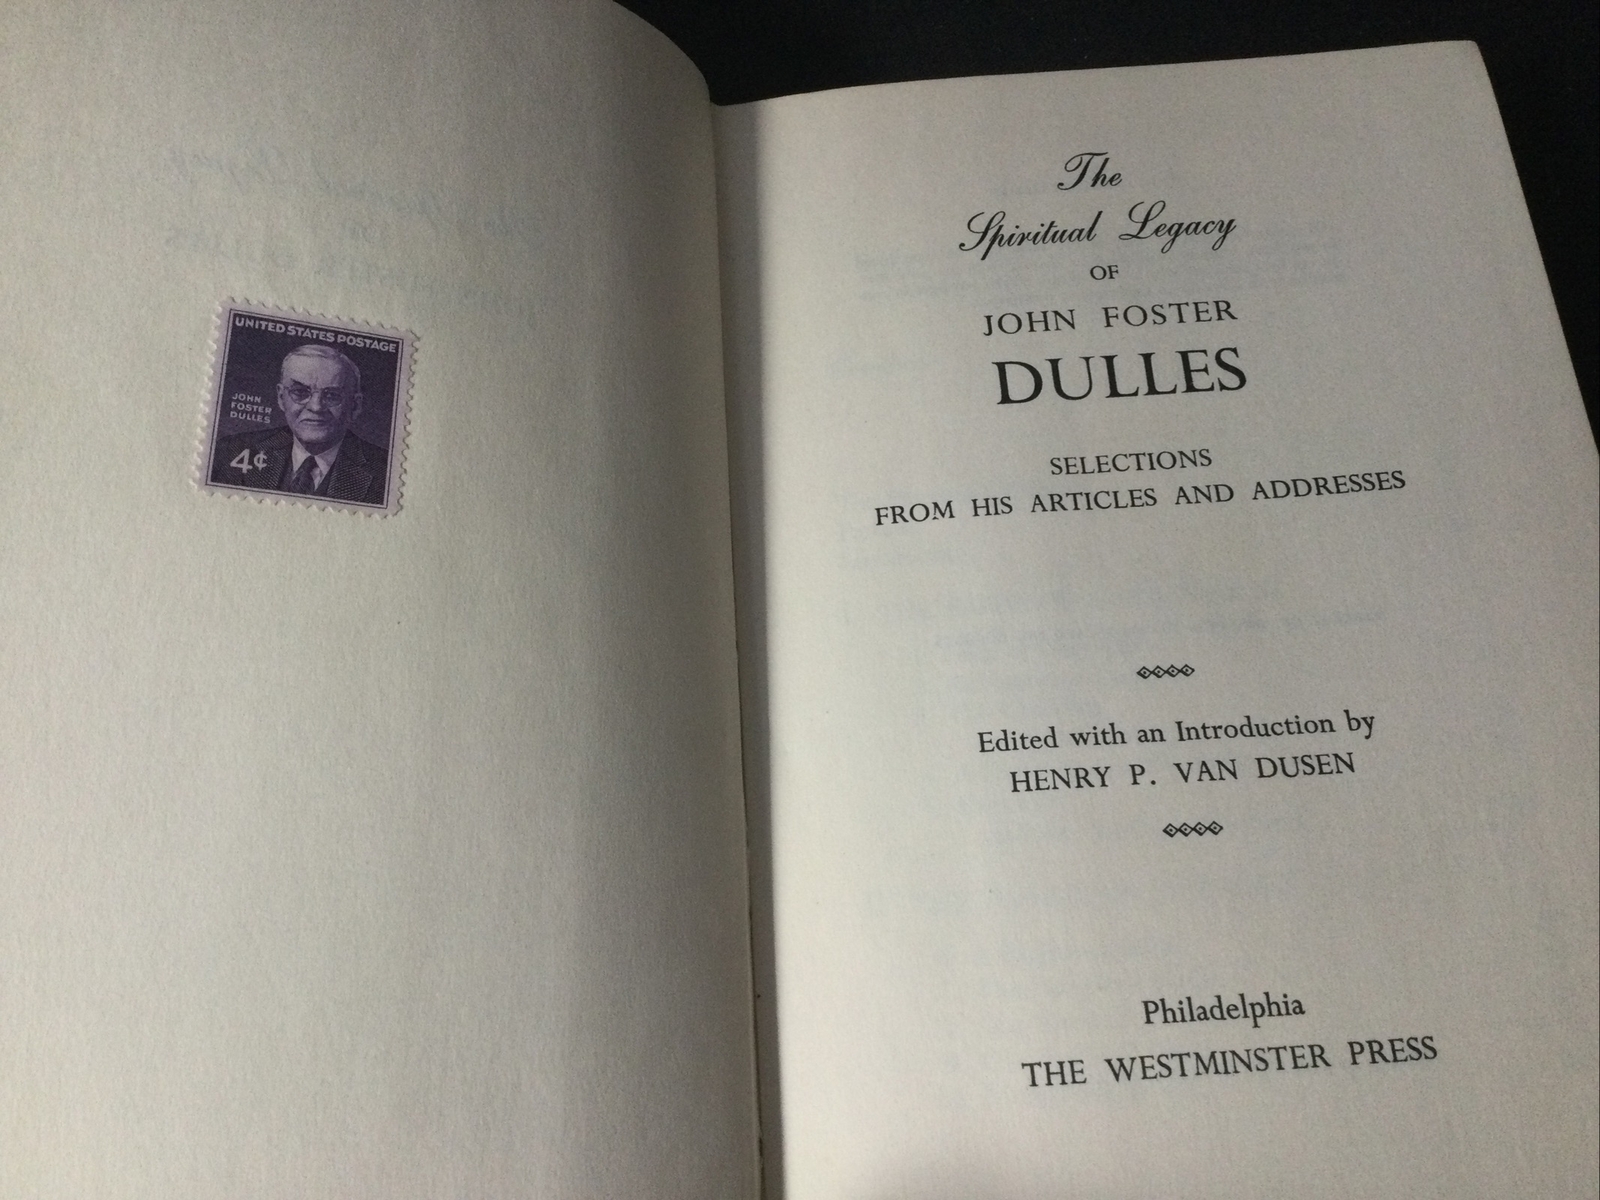 UNITED STATES POSTAGE
JOHN
FOSTER
DULLES
4¢
The
Spiritual Legacy
OF
JOHN FOSTER
DULLES
SELECTIONS
FROM HIS ARTICLES AND ADDRESSES
Edited with an Introduction by
HENRY P. VAN DUSEN
Philadelphia
THE WESTMINSTER PRESS